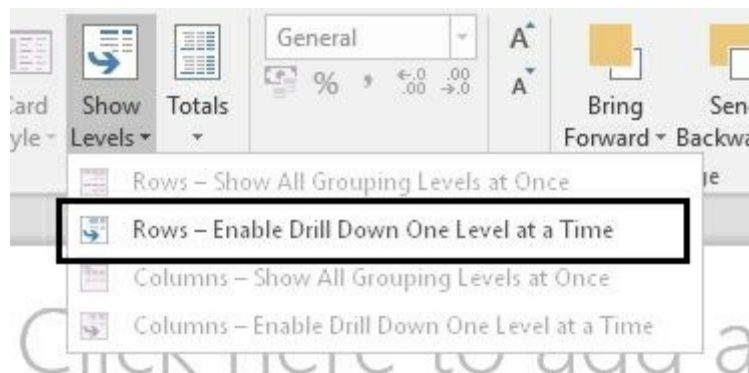 General
Card Style
Show Levels
Totals
%
,
←.0 .00
.00 →.0
A A
Bring Forward
Rows – Show All Grouping Levels at Once
Rows – Enable Drill Down One Level at a Time
Columns – Show All Grouping Levels at Once
Columns – Enable Drill Down One Level at a Time
Click here to add a